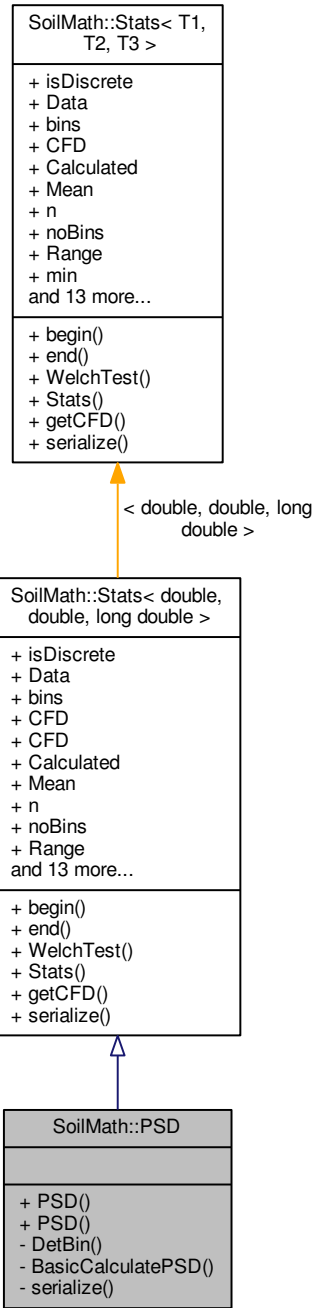 SoilMath::Stats< T1,
T2, T3 >
+ isDiscrete
+ Data
+ bins
+ CFD
+ Calculated
+ Mean
+ n
+ noBins
+ Range
+ min
and 13 more...
+ begin()
+ end()
+ WelchTest()
+ Stats()
+ getCFD()
+ serialize()
< double, double, long
double >
SoilMath::Stats< double,
double, long double >
+ isDiscrete
+ Data
+ bins
+ CFD
+ CFD
+ Calculated
+ Mean
+ n
+ noBins
+ Range
and 13 more...
+ begin()
+ end()
+ WelchTest()
+ Stats()
+ getCFD()
+ serialize()
SoilMath::PSD
+ PSD()
+ PSD()
- DetBin()
- BasicCalculatePSD()
- serialize()